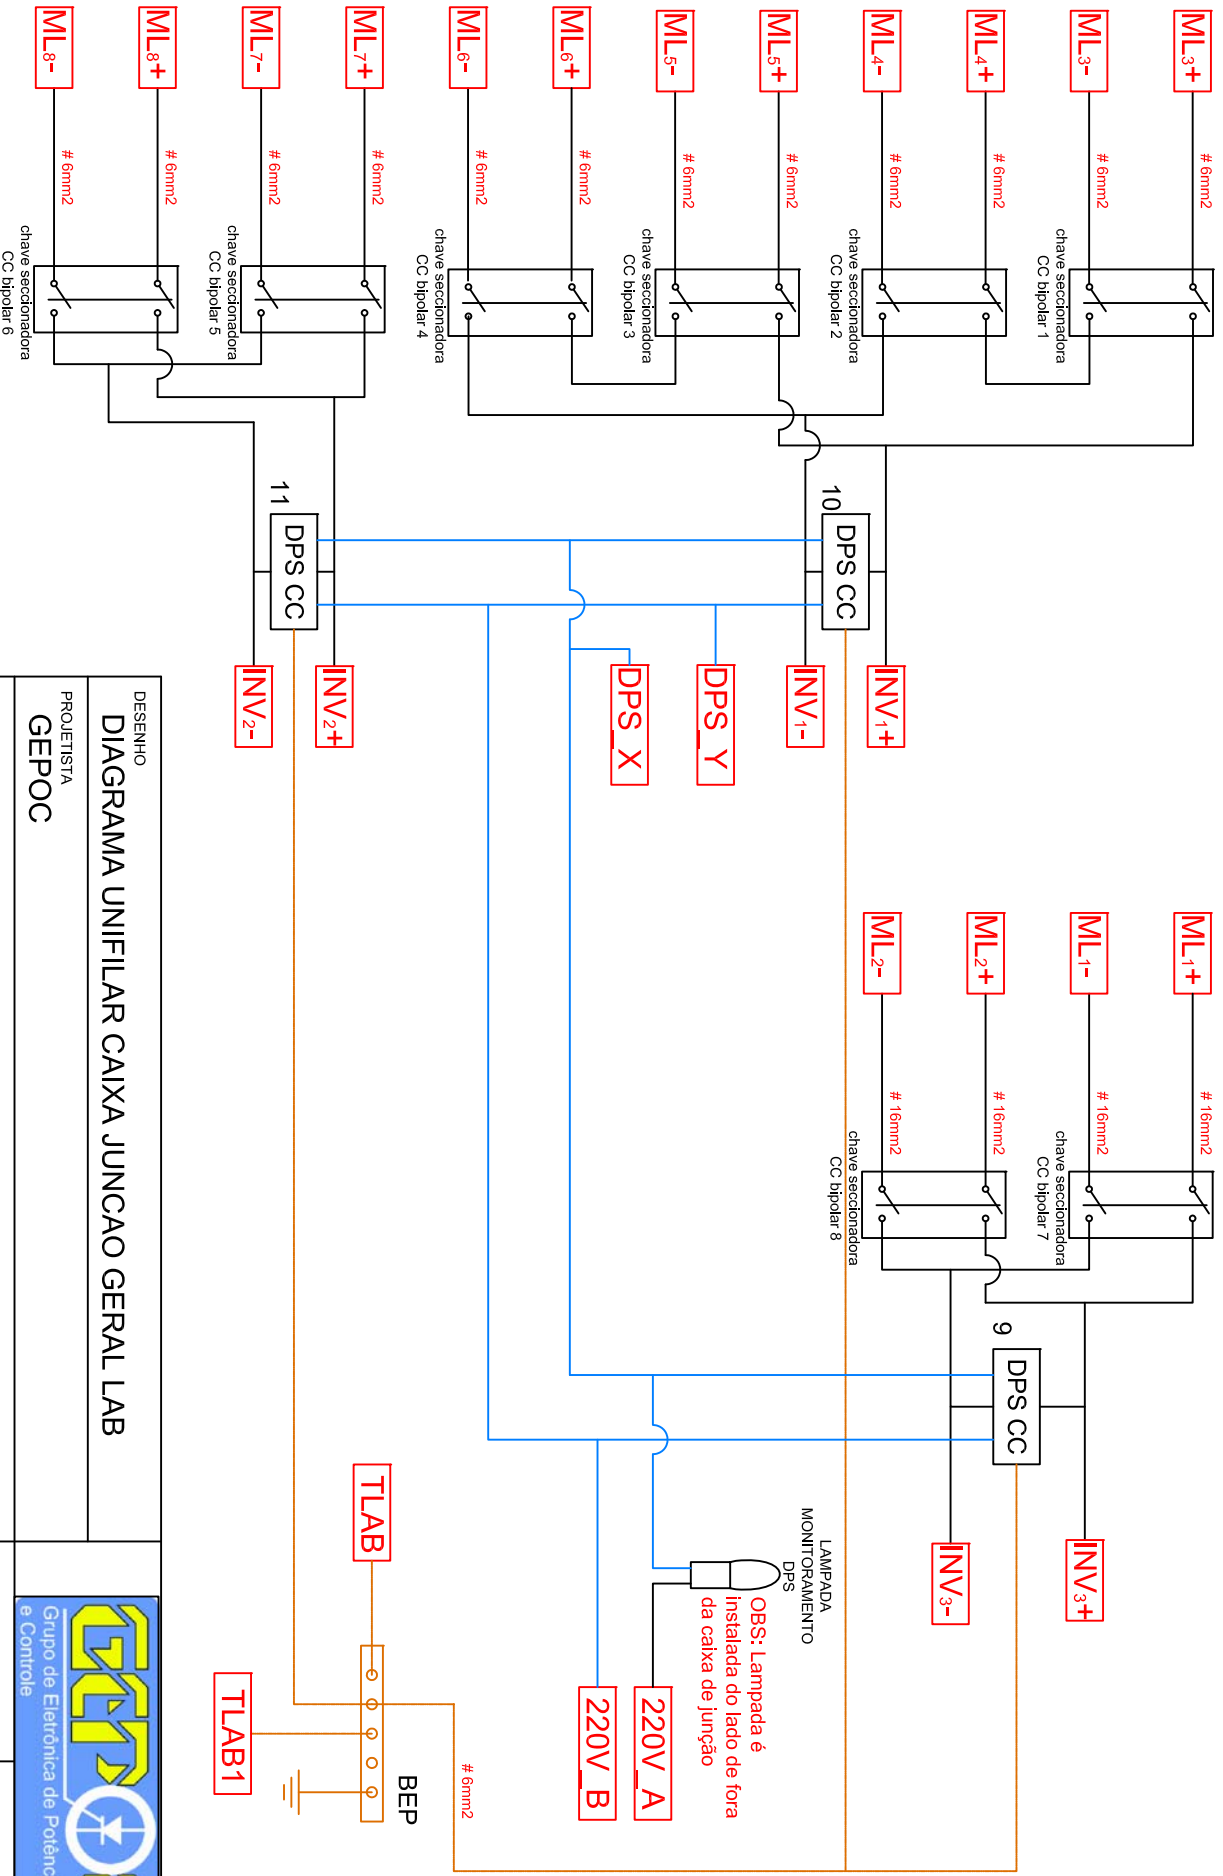 ML3+
ML3-
ML4+
ML4-
ML5+
ML5-
ML6+
ML6-
ML7+
ML7-
ML8+
ML8-
# 6mm2
# 6mm2
# 6mm2
# 6mm2
# 6mm2
# 6mm2
# 6mm2
# 6mm2
# 6mm2
# 6mm2
# 6mm2
# 6mm2
chave seccionadora
CC bipolar 1
chave seccionadora
CC bipolar 2
chave seccionadora
CC bipolar 3
chave seccionadora
CC bipolar 4
chave seccionadora
CC bipolar 5
chave seccionadora
CC bipolar 6
10
DPS CC
11
DPS CC
INV1+
INV1-
DPS_Y
DPS_X
INV2+
INV2-
ML1+
ML1-
ML2+
ML2-
# 16mm2
# 16mm2
# 16mm2
# 16mm2
chave seccionadora
CC bipolar 7
chave seccionadora
CC bipolar 8
9
DPS CC
INV3+
INV3-
LAMPADA
MONITORAMENTO
DPS
OBS: Lampada é
instalada do lado de fora
da caixa de junção
220V_A
220V_B
TLAB
TLAB1
BEP
# 6mm2
DESENHO
DIAGRAMA UNIFILAR CAIXA JUNCAO GERAL LAB
PROJETISTA
GEPOC
Grupo de Eletrônica de Potênc
e Controle